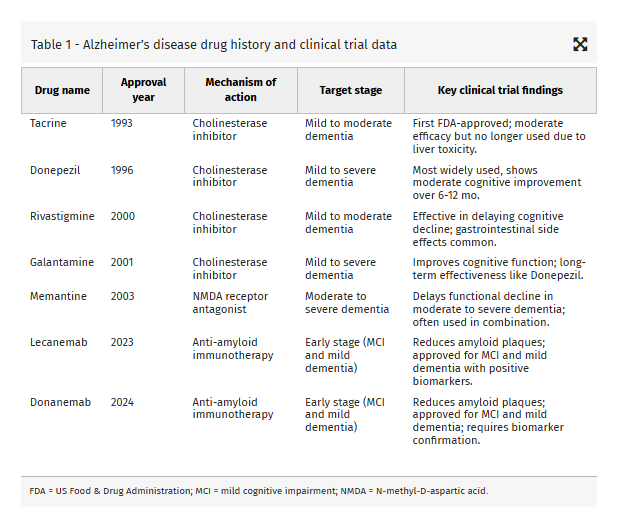 Table 1 - Alzheimer's disease drug history and clinical trial data
Drug name
Approval
year
Mechanism of
action
Target stage
Key clinical trial findings
Tacrine
1993
Cholinesterase
inhibitor
Mild to moderate
dementia
First FDA-approved; moderate
efficacy but no longer used due to
liver toxicity.
Donepezil
1996
Cholinesterase
inhibitor
Mild to severe
dementia
Most widely used, shows
moderate cognitive improvement
over 6-12 mo.
Rivastigmine
2000
Cholinesterase
inhibitor
Mild to moderate
dementia
Effective in delaying cognitive
decline; gastrointestinal side
effects common.
Galantamine
2001
Cholinesterase
inhibitor
Mild to severe
dementia
Improves cognitive function; long-
term effectiveness like Donepezil.
Memantine
2003
NMDA receptor
antagonist
Moderate to
severe dementia
Delays functional decline in
moderate to severe dementia;
often used in combination.
Lecanemab
2023
Anti-amyloid
immunotherapy
Early stage (MCI
and mild
dementia)
Reduces amyloid plaques;
approved for MCI and mild
dementia with positive
biomarkers.
Donanemab
2024
Anti-amyloid
immunotherapy
Early stage (MCI
and mild
dementia)
Reduces amyloid plaques;
approved for MCI and mild
dementia; requires biomarker
confirmation.
FDA = US Food & Drug Administration; MCI = mild cognitive impairment; NMDA = N-methyl-D-aspartic acid.